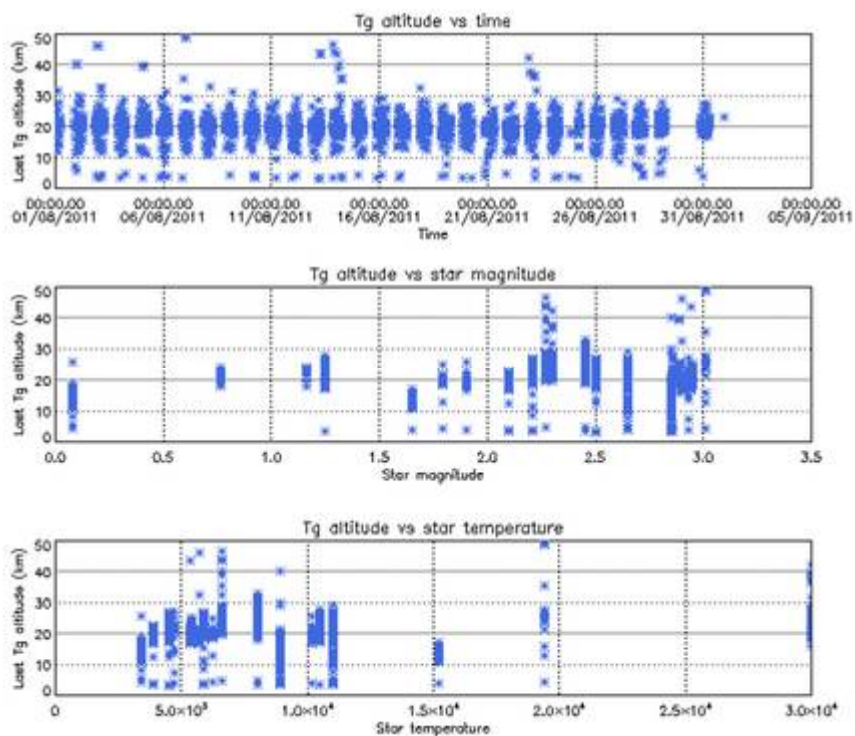 Tg altitude vs time
Last Tg altitude (km)
50
40
30
20
10
0
00:00:00 00:00:00 00:00:00 00:00:00 00:00:00 00:00:00 00:00:00 00:00:00
01/08/2011 06/08/2011 11/08/2011 16/08/2011 21/08/2011 26/08/2011 31/08/2011 05/09/2011
Time
Tg altitude vs star magnitude
Last Tg altitude (km)
50
40
30
20
10
0
0.0 0.5 1.0 1.5 2.0 2.5 3.0 3.5
Star magnitude
Tg altitude vs star temperature
Last Tg altitude (km)
50
40
30
20
10
0
0 5.0×10³ 1.0×10⁴ 1.5×10⁴ 2.0×10⁴ 2.5×10⁴ 3.0×10⁴
Star temperature